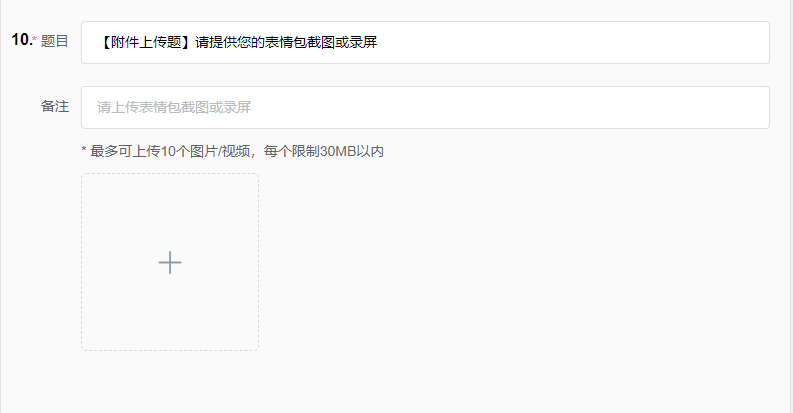 10.* 题目 【附件上传题】请提供您的表情包截图或录屏
备注 请上传表情包截图或录屏
* 最多可上传10个图片/视频，每个限制30MB以内